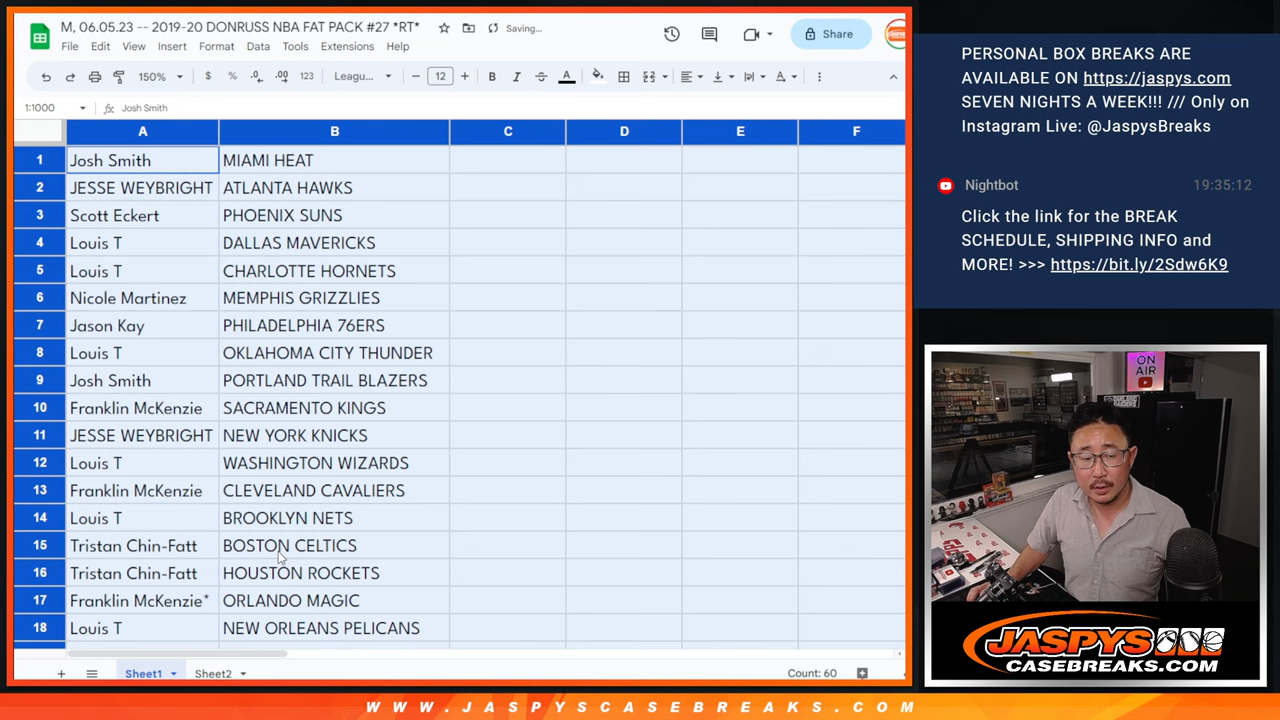 M, 06.05.23 -- 2019-20 DONRUSS NBA FAT PACK #27 *RT*
Saving...
Share
File Edit View Insert Format Data Tools Extensions Help
150% $ % .0 .00 123 Leagu... 12 B I A
1:1000 fx Josh Smith
A B C D E F
1 Josh Smith MIAMI HEAT
2 JESSE WEYBRIGHT ATLANTA HAWKS
3 Scott Eckert PHOENIX SUNS
4 Louis T DALLAS MAVERICKS
5 Louis T CHARLOTTE HORNETS
6 Nicole Martinez MEMPHIS GRIZZLIES
7 Jason Kay PHILADELPHIA 76ERS
8 Louis T OKLAHOMA CITY THUNDER
9 Josh Smith PORTLAND TRAIL BLAZERS
10 Franklin McKenzie SACRAMENTO KINGS
11 JESSE WEYBRIGHT NEW YORK KNICKS
12 Louis T WASHINGTON WIZARDS
13 Franklin McKenzie CLEVELAND CAVALIERS
14 Louis T BROOKLYN NETS
15 Tristan Chin-Fatt BOSTON CELTICS
16 Tristan Chin-Fatt HOUSTON ROCKETS
17 Franklin McKenzie* ORLANDO MAGIC
18 Louis T NEW ORLEANS PELICANS
Sheet1 Sheet2 Count: 60
PERSONAL BOX BREAKS ARE
AVAILABLE ON https://jaspys.com
SEVEN NIGHTS A WEEK!!! /// Only on
Instagram Live: @JaspysBreaks
Nightbot 19:35:12
Click the link for the BREAK
SCHEDULE, SHIPPING INFO and
MORE! >>> https://bit.ly/2Sdw6K9
ON
AIR
JASPYS
CASEBREAKS.COM
WWW.JASPYSCASEBREAKS.COM